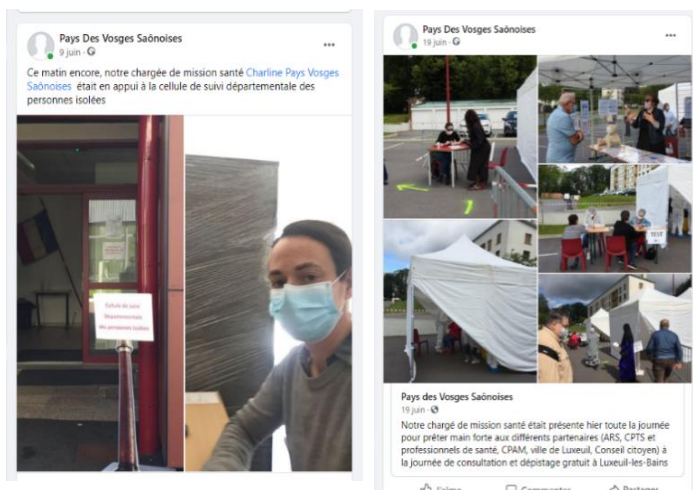 Pays Des Vosges Saônoises
9 juin
Ce matin encore, notre chargée de mission santé Charline Pays Vosges
Saônoises était en appui à la cellule de suivi départementale des
personnes isolées
Cellule de suivi
Départementale
des personnes isolées
Pays Des Vosges Saônoises
19 juin
Pays des Vosges Saônoises
19 juin
Notre chargé de mission santé était présente hier toute la journée
pour prêter main forte aux différents partenaires (ARS, CPTS et
professionnels de santé, CPAM, ville de Luxeuil, Conseil citoyen) à
la journée de consultation et dépistage gratuit à Luxeuil-les-Bains
J'aime Commenter Partager